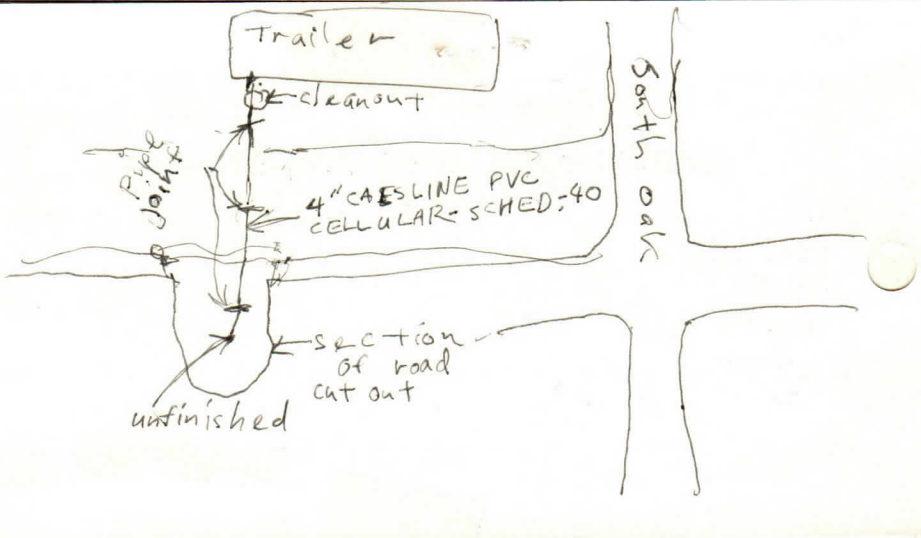 Trailer
cleanout
South oak
Pipe
Joint
4" CAESLINE PVC
CELLULAR-SCHED-40
section
of road
cut out
unfinished